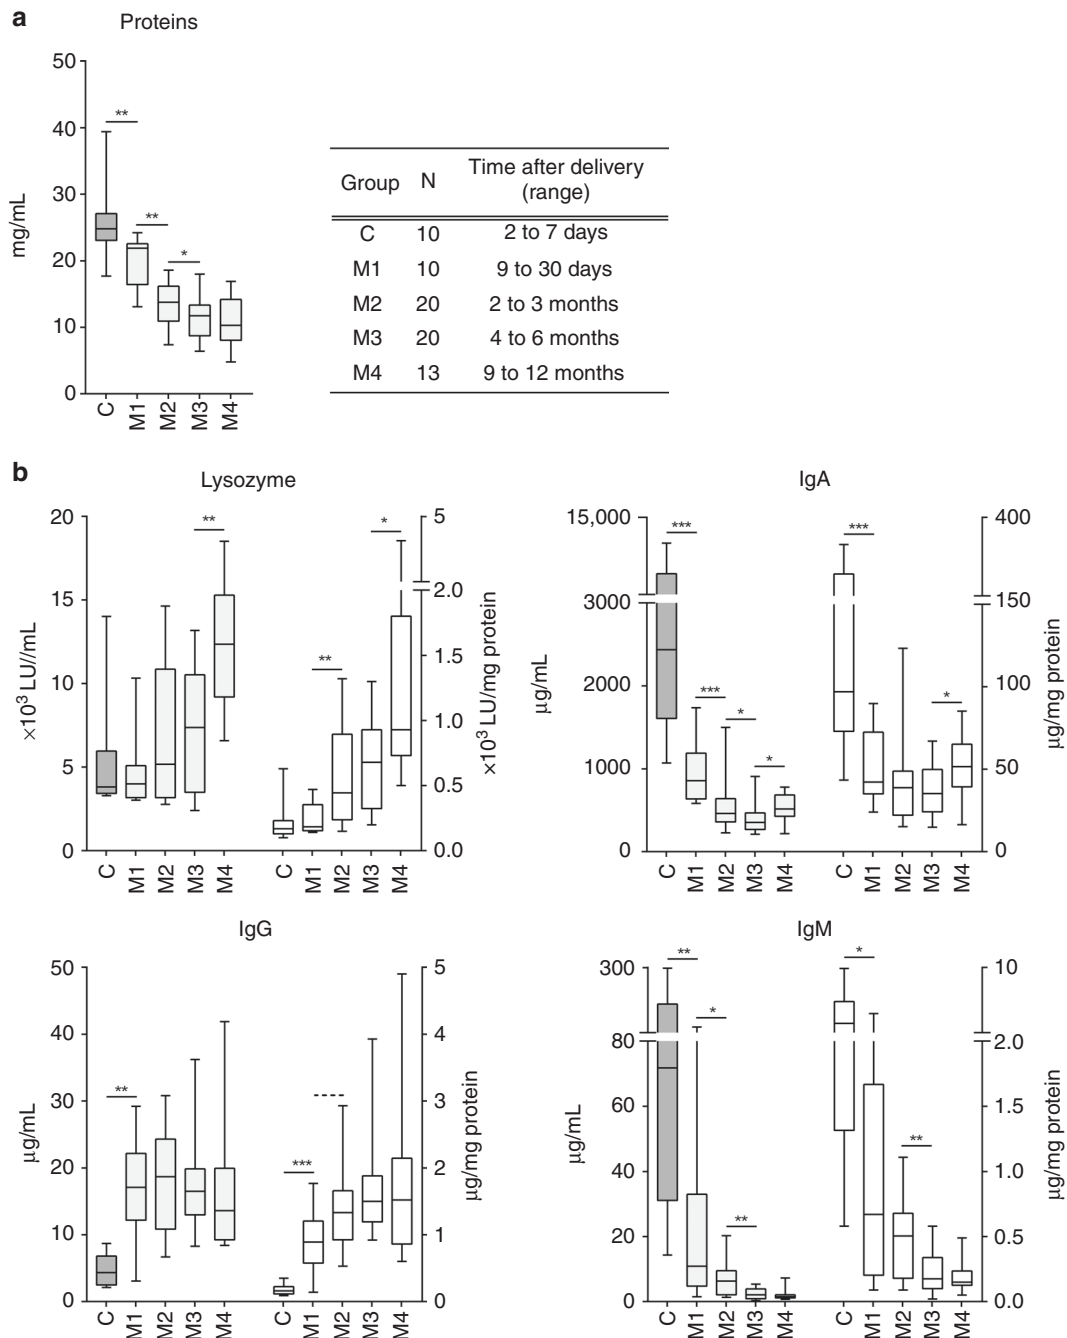 a
Proteins
50
40
30
20
10
0
mg/mL
**
**
*
C M1 M2 M3 M4
Group N Time after delivery
(range)
C 10 2 to 7 days
M1 10 9 to 30 days
M2 20 2 to 3 months
M3 20 4 to 6 months
M4 13 9 to 12 months
b
Lysozyme
20
15
10
5
0
×10³ LU//mL
**
**
*
5
2.0
1.5
1.0
0.5
0.0
×10³ LU/mg protein
C M1 M2 M3 M4
C M1 M2 M3 M4
IgA
15,000
3000
2000
1000
0
µg/mL
***
***
*
*
***
*
400
150
100
50
0
µg/mg protein
C M1 M2 M3 M4
C M1 M2 M3 M4
IgG
50
40
30
20
10
0
µg/mL
**
***
5
4
3
2
1
0
µg/mg protein
C M1 M2 M3 M4
C M1 M2 M3 M4
IgM
300
80
60
40
20
0
µg/mL
**
*
**
*
**
10
2.0
1.5
1.0
0.5
0.0
µg/mg protein
C M1 M2 M3 M4
C M1 M2 M3 M4